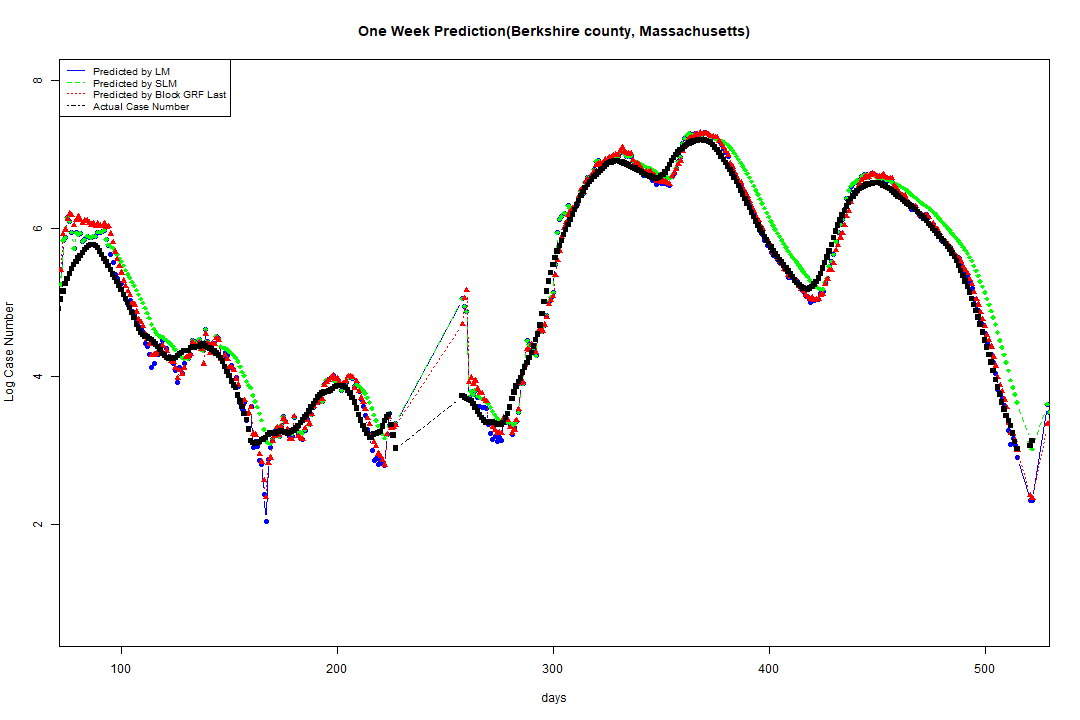 One Week Prediction(Berkshire county, Massachusetts)
Predicted by LM
Predicted by SLM
Predicted by Block GRF Last
Actual Case Number
8
6
4
2
Log Case Number
100 200 300 400 500
days